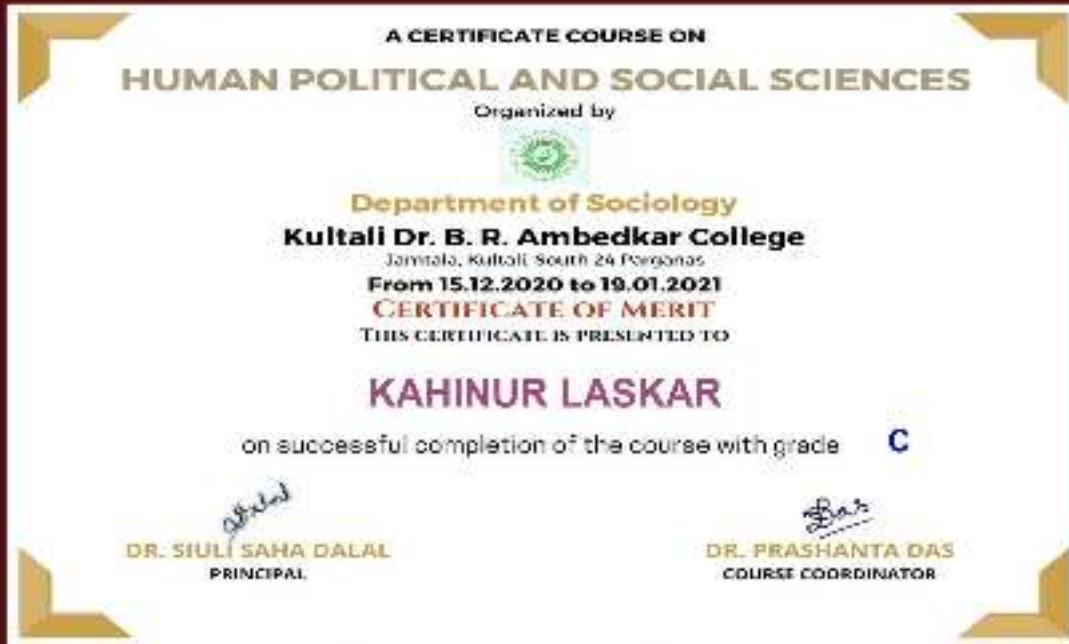 A CERTIFICATE COURSE ON
HUMAN POLITICAL AND SOCIAL SCIENCES
Organized by
Department of Sociology
Kultali Dr. B. R. Ambedkar College
Jamtala, Kultali, South 24 Parganas
From 15.12.2020 to 19.01.2021
CERTIFICATE OF MERIT
THIS CERTIFICATE IS PRESENTED TO
KAHINUR LASKAR
on successful completion of the course with grade C
DR. SIULI SAHA DALAL
PRINCIPAL
DR. PRASHANTA DAS
COURSE COORDINATOR